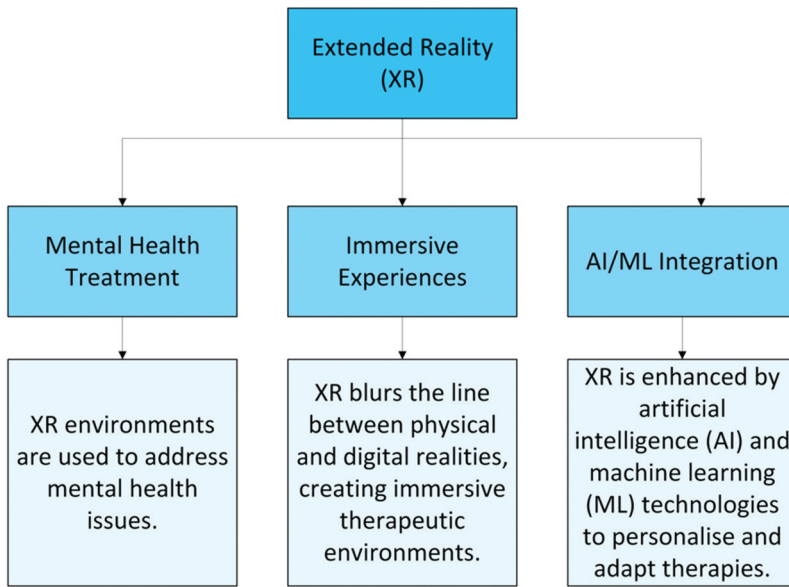 Extended Reality
(XR)
Mental Health
Treatment
Immersive
Experiences
AI/ML Integration
XR environments
are used to address
mental health
issues.
XR blurs the line
between physical
and digital realities,
creating immersive
therapeutic
environments.
XR is enhanced by
artificial
intelligence (AI) and
machine learning
(ML) technologies
to personalise and
adapt therapies.